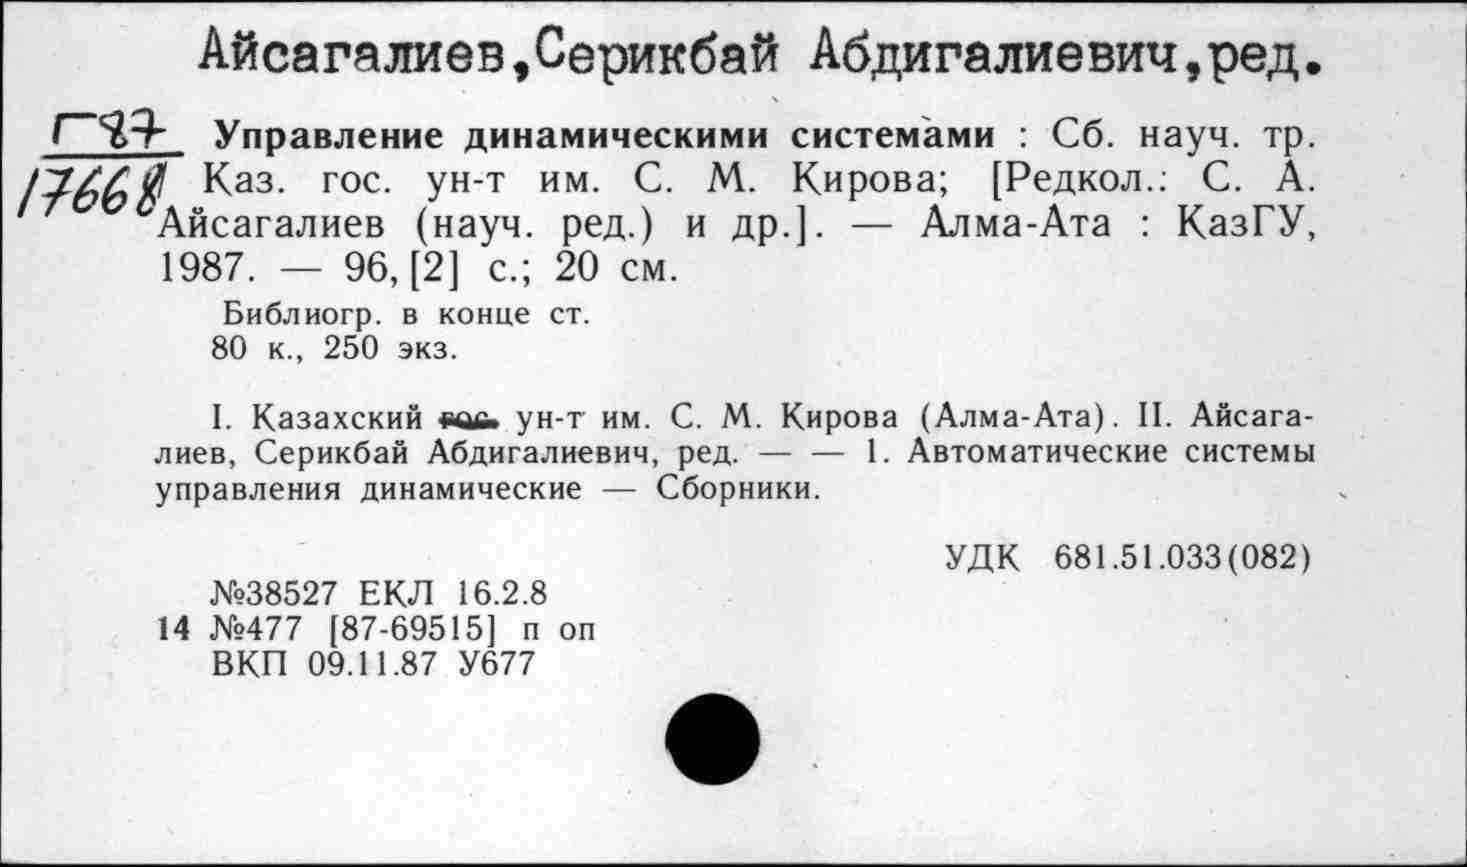 Айсагалиев,Серикбай Абдигалиевич,ред.
Г87
17668
Управление динамическими системами : Сб. науч. тр.
Каз. гос. ун-т им. С. М. Кирова; [Редкол.: С. А.
Айсагалиев (науч. ред.) и др.]. — Алма-Ата : КазГУ,
1987. — 96, [2] с.; 20 см.
Библиогр. в конце ст.
80 к., 250 экз.
I. Казахский гос. ун-т им. С. М. Кирова (Алма-Ата). II. Айсага-
лиев, Серикбай Абдигалиевич, ред. — — 1. Автоматические системы
управления динамические — Сборники.
УДК 681.51.033(082)
№38527 ЕКЛ 16.2.8
14 №477 [87-69515] п оп
ВКП 09.11.87 У677